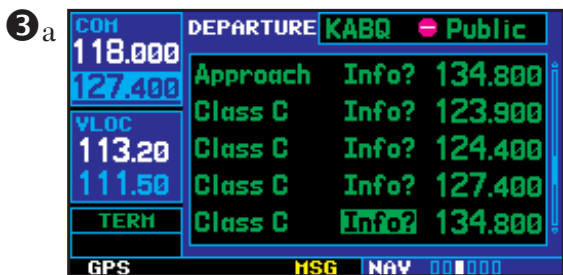 ❸a
COM
118.000
127.400
VLOC
113.20
111.50
TERM
DEPARTURE KABQ Public
Approach Info? 134.800
Class C Info? 123.900
Class C Info? 124.400
Class C Info? 127.400
Class C Info? 134.800
GPS MSG NAV